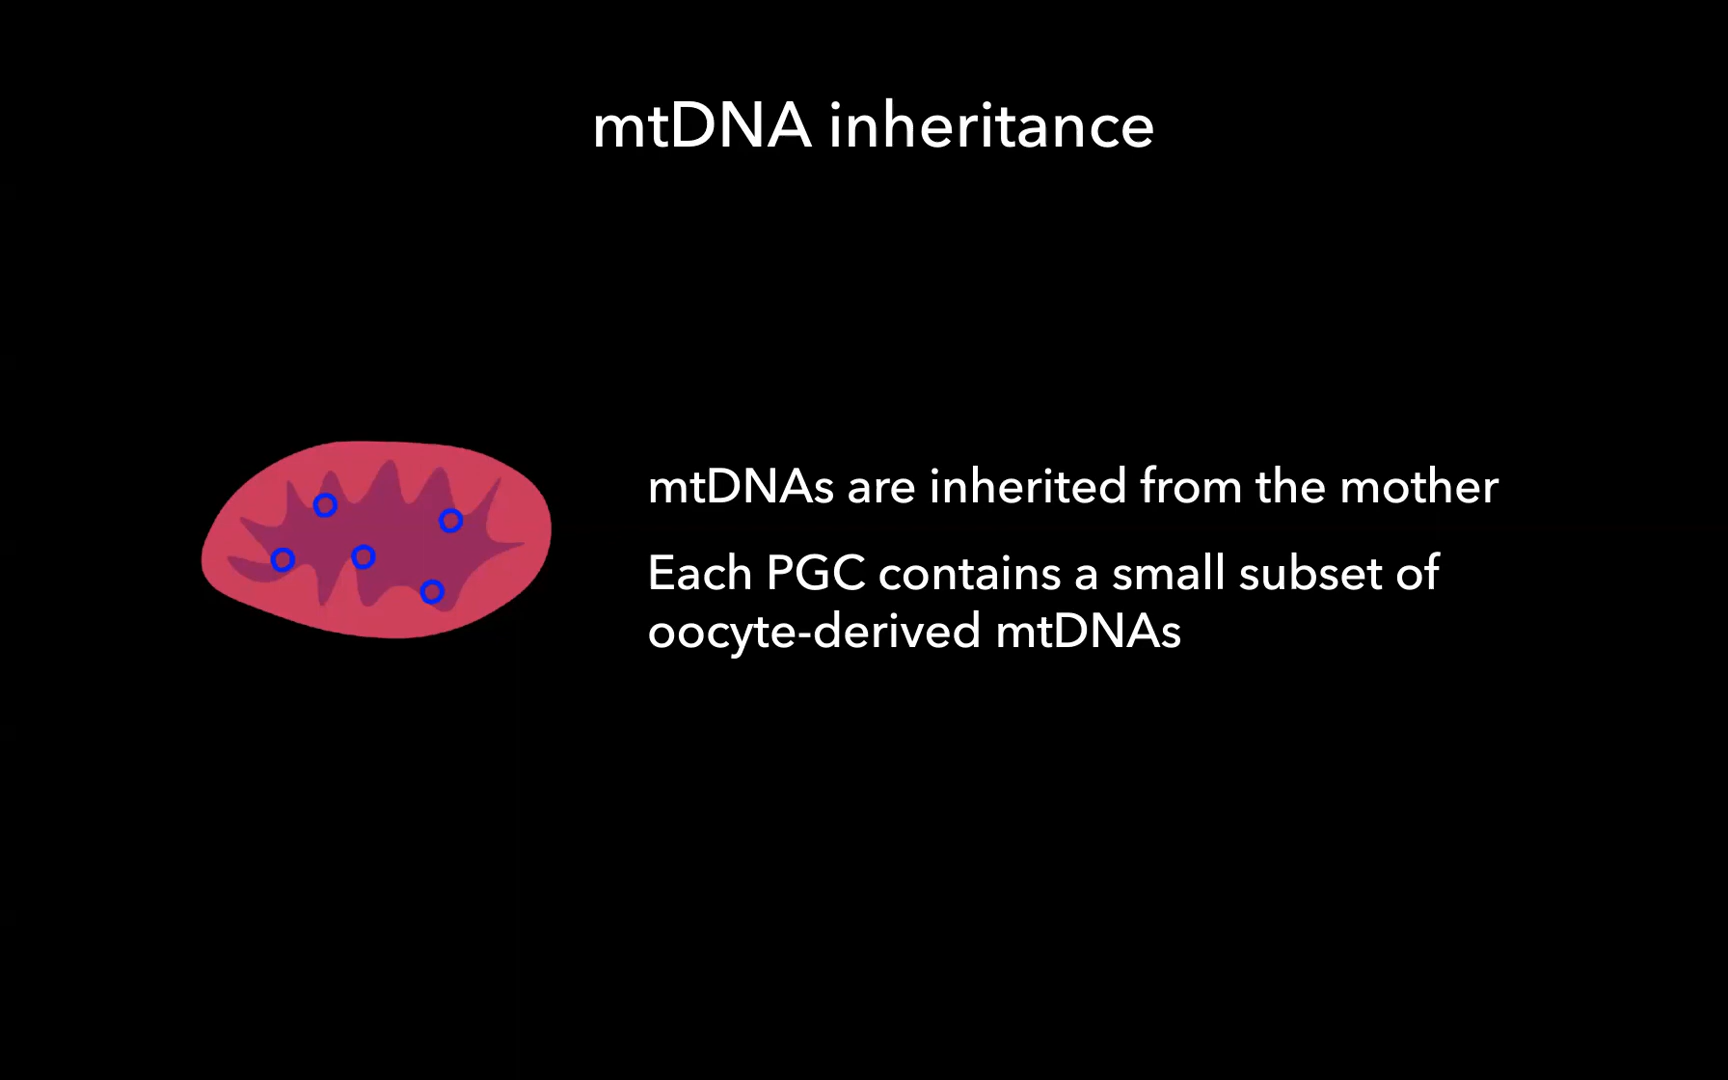 mtDNA inheritance
mtDNAs are inherited from the mother
Each PGC contains a small subset of
oocyte-derived mtDNAs